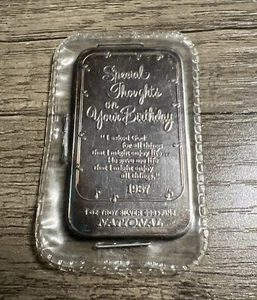 Special
Thoughts
on
Your Birthday
"I asked God
for all things
that I might enjoy life...
He gave me life
that I might enjoy
all things."
1987
1 OZ TROY SILVER .999 FINE
NATIONAL